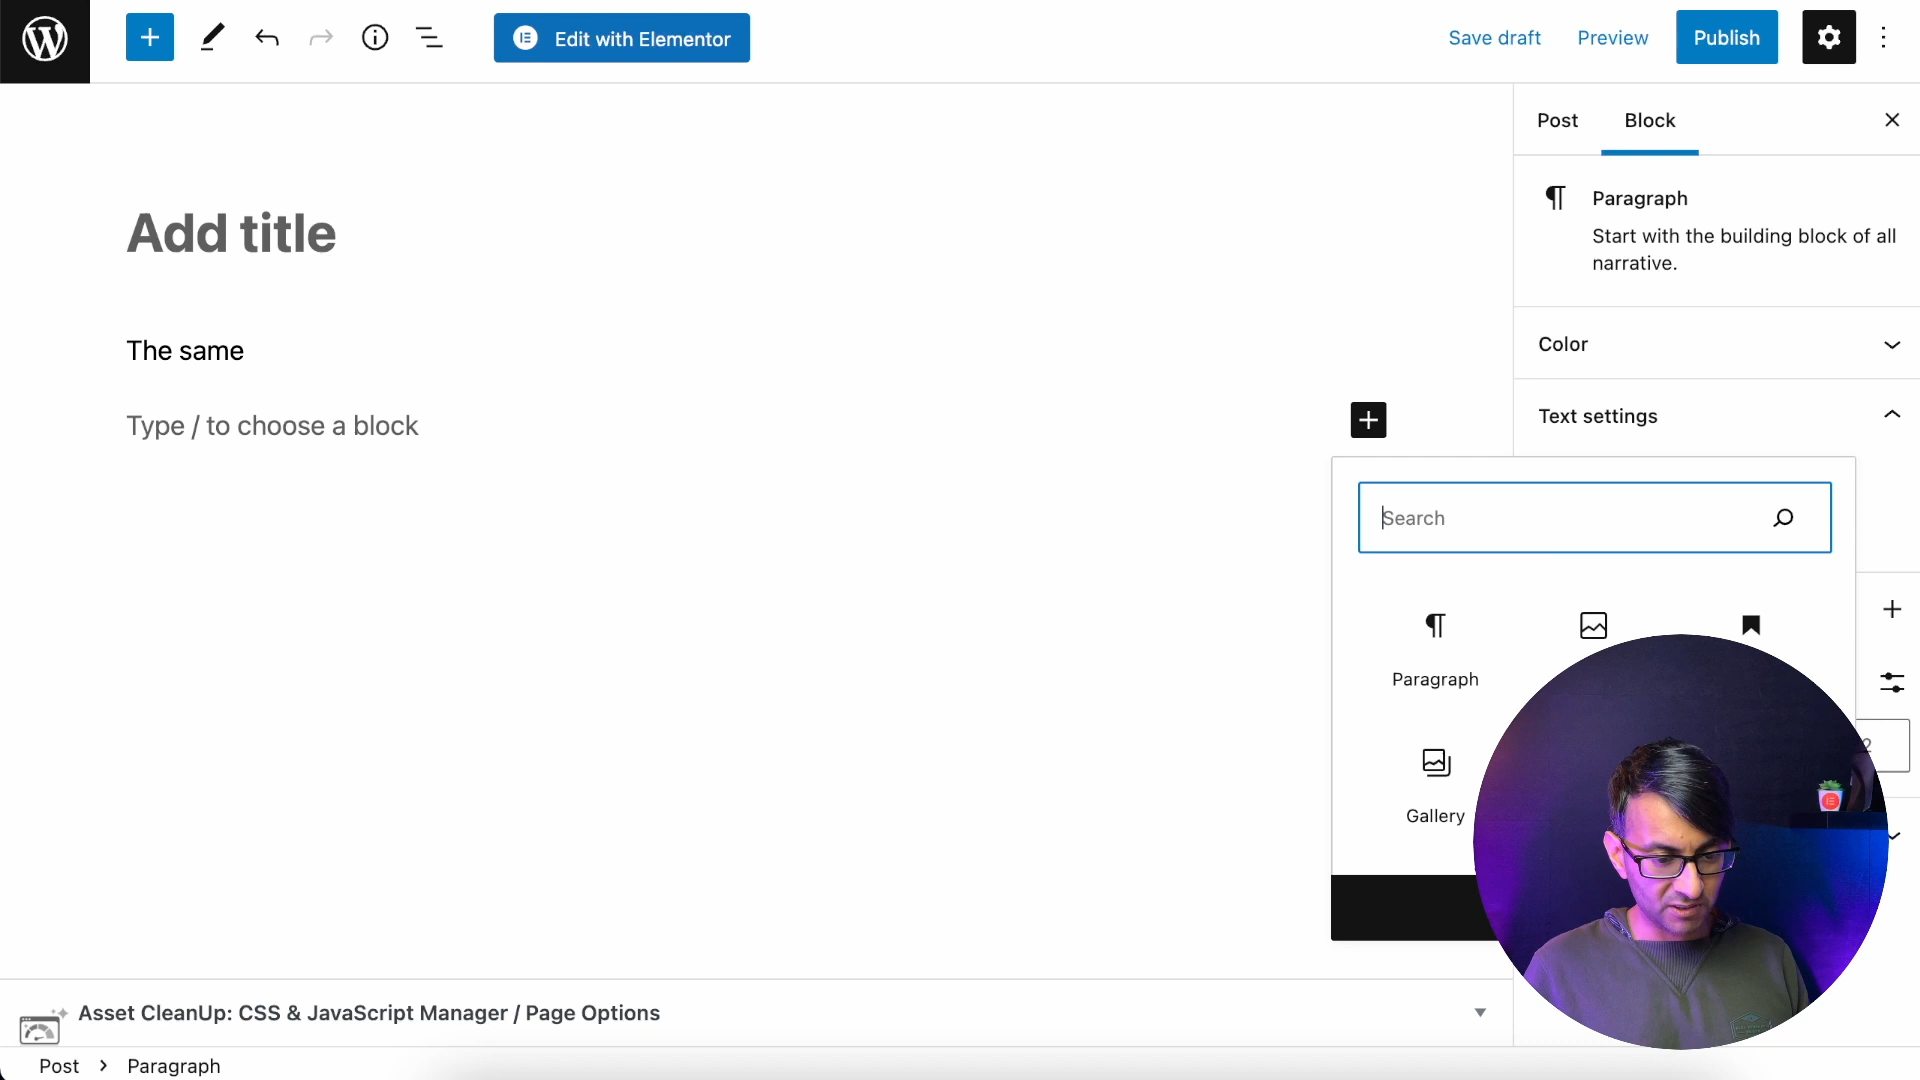 Edit with Elementor
Save draft
Preview
Publish
Post
Block
Paragraph
Start with the building block of all
narrative.
Add title
Color
The same
Type / to choose a block
Text settings
Search
Paragraph
Gallery
2
Asset CleanUp: CSS & JavaScript Manager / Page Options
Post
Paragraph